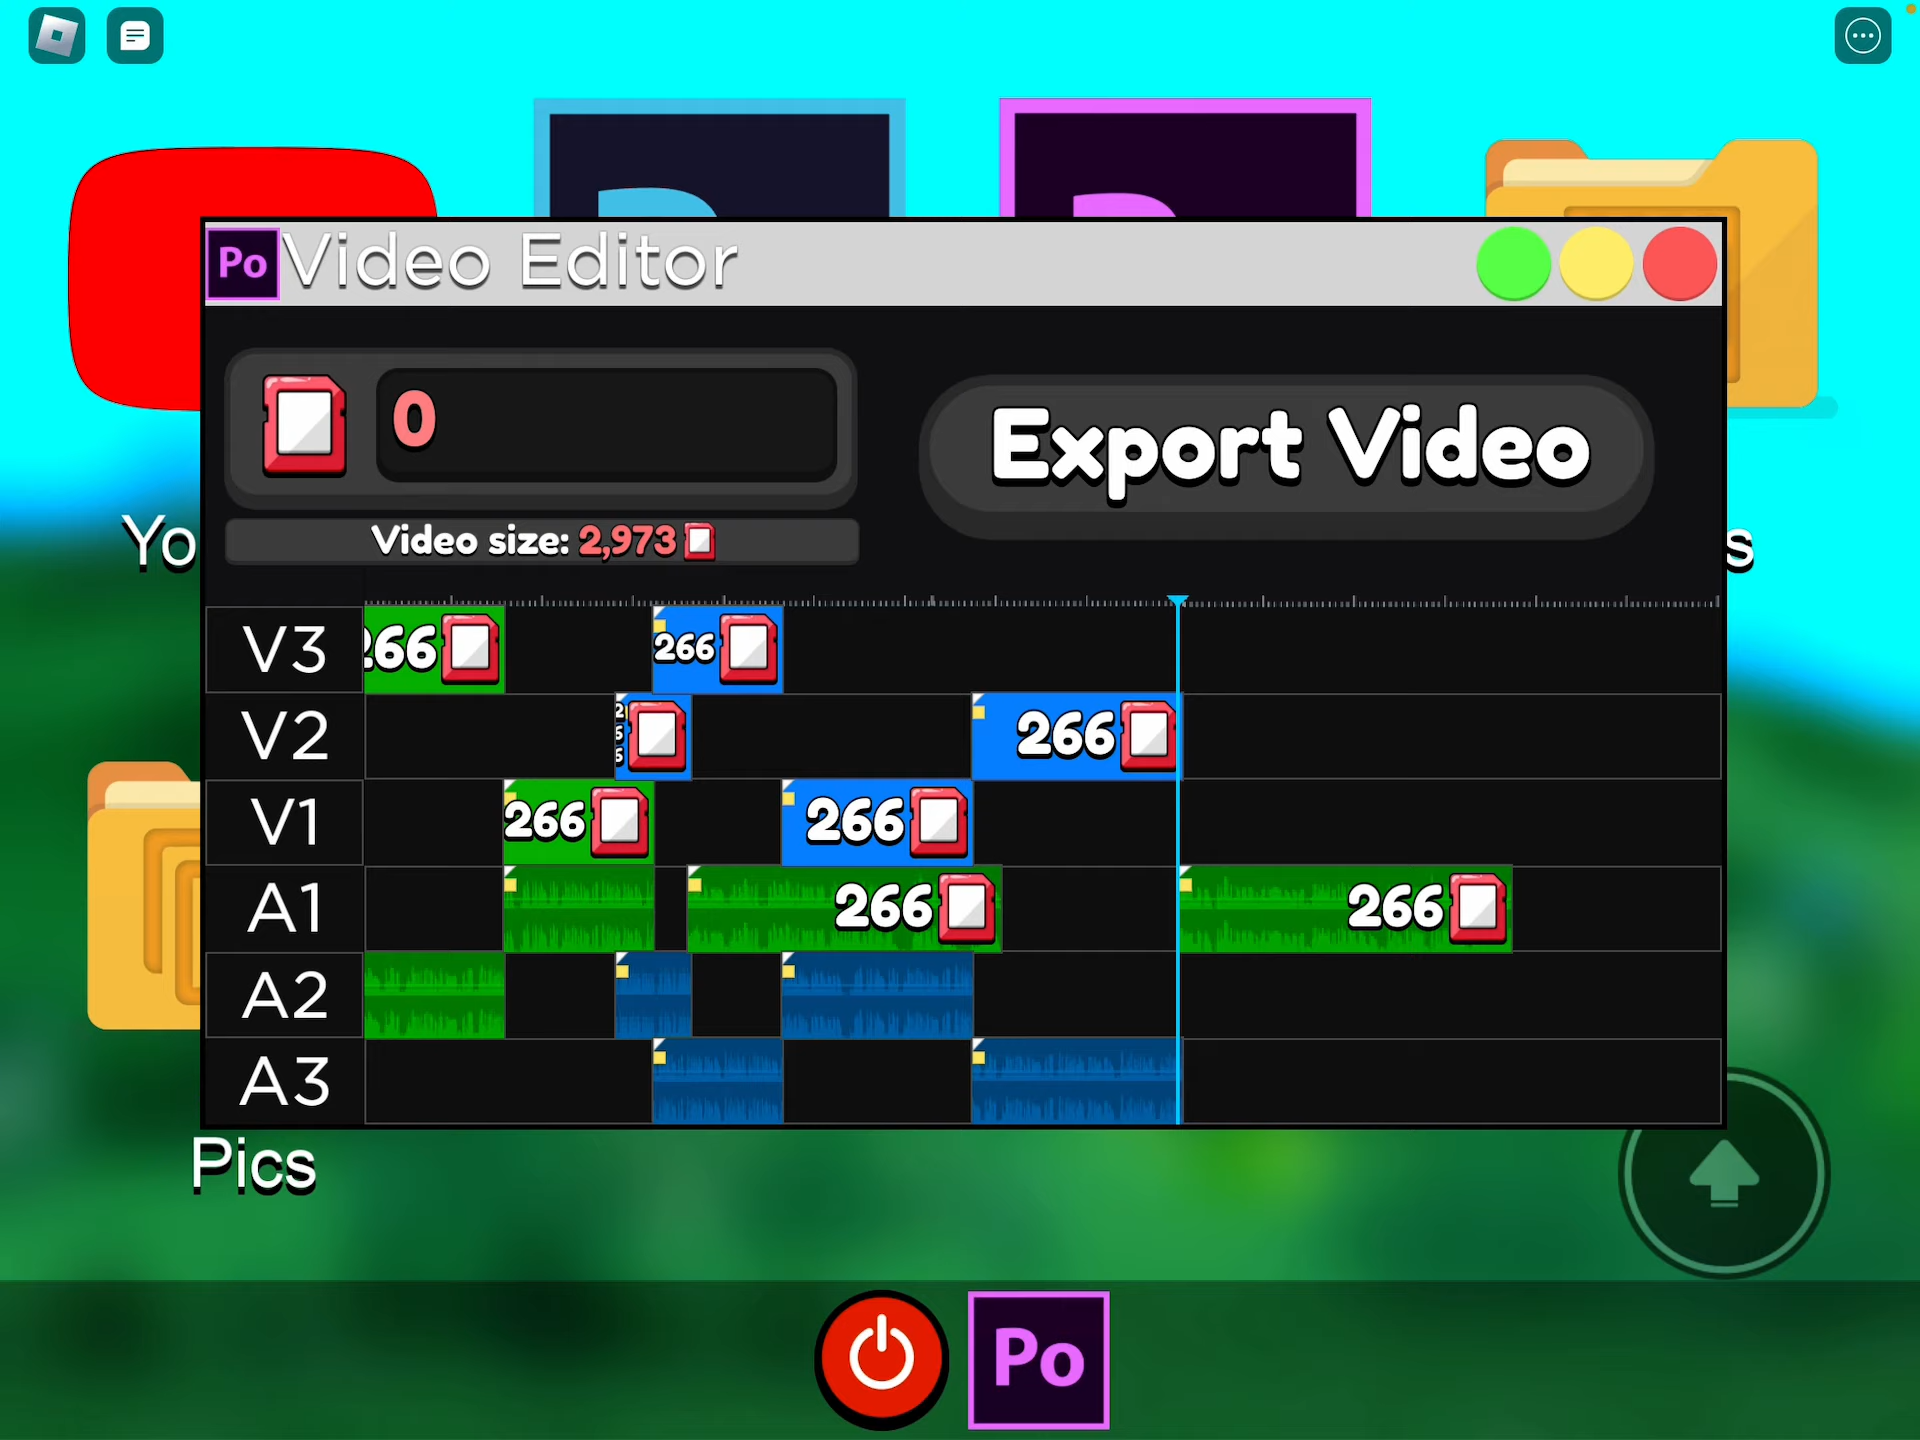 Po Video Editor
0
Export Video
Video size: 2,973
Yo
s
V3 266 266
V2 266 266
V1 266 266
A1 266 266
A2
A3
Pics
Po